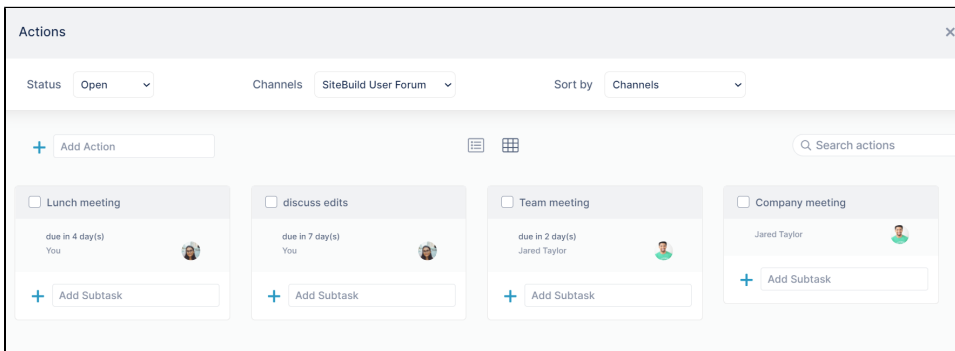 Actions
Status Open Channels SiteBuild User Forum Sort by Channels
Add Action Search actions
Lunch meeting discuss edits Team meeting Company meeting
due in 4 day(s) due in 7 day(s) due in 2 day(s) Jared Taylor
You You Jared Taylor
Add Subtask Add Subtask Add Subtask Add Subtask